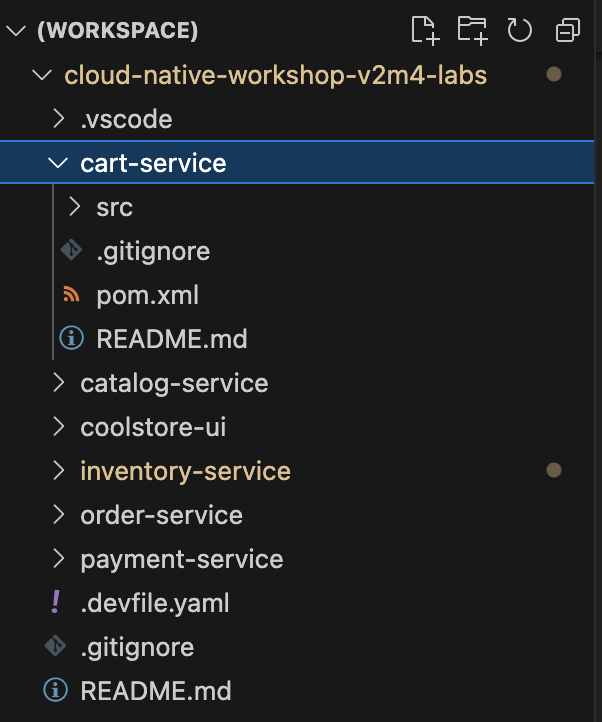 (WORKSPACE)
cloud-native-workshop-v2m4-labs
.vscode
cart-service
src
.gitignore
pom.xml
README.md
catalog-service
coolstore-ui
inventory-service
order-service
payment-service
.devfile.yaml
.gitignore
README.md